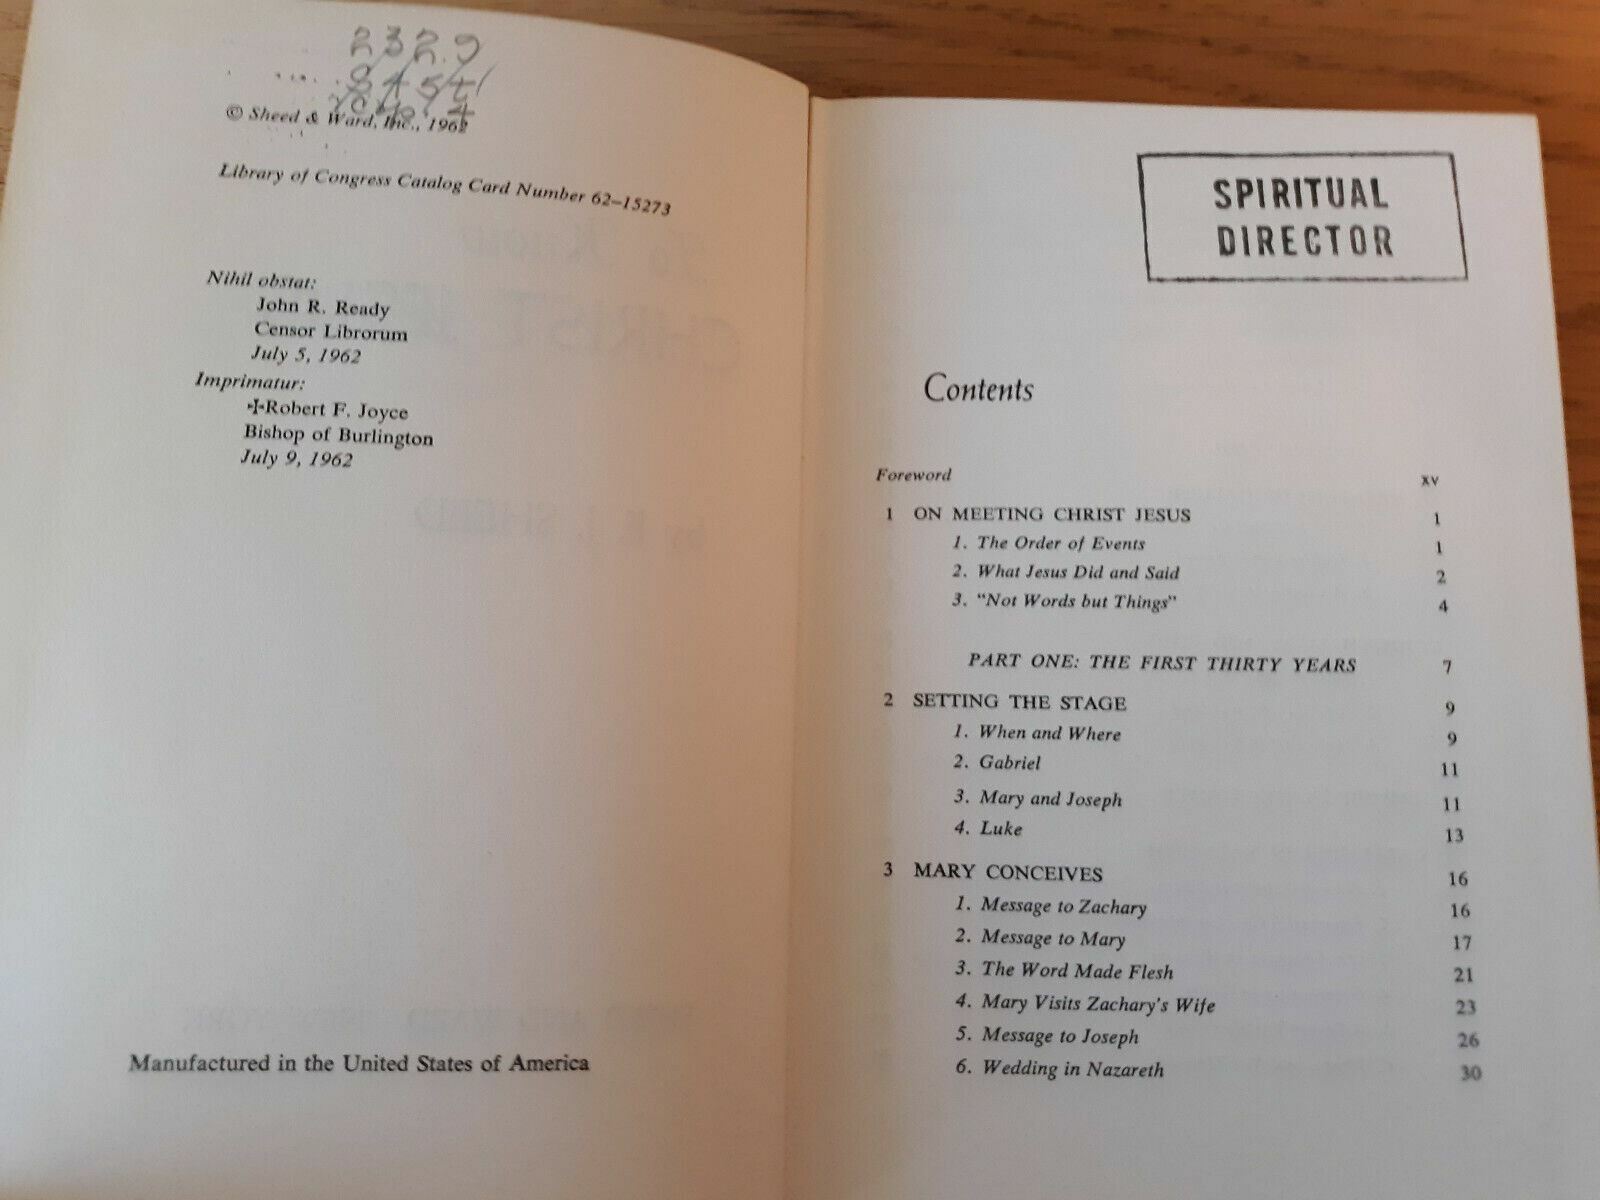 232.9
© Sheed & Ward, Inc., 1962
Library of Congress Catalog Card Number 62–15273
Nihil obstat:
John R. Ready
Censor Librorum
July 5, 1962
Imprimatur:
✠Robert F. Joyce
Bishop of Burlington
July 9, 1962
Manufactured in the United States of America
SPIRITUAL
DIRECTOR
Contents
Foreword xv
1 ON MEETING CHRIST JESUS 1
1. The Order of Events 1
2. What Jesus Did and Said 2
3. "Not Words but Things" 4
PART ONE: THE FIRST THIRTY YEARS 7
2 SETTING THE STAGE 9
1. When and Where 9
2. Gabriel 11
3. Mary and Joseph 11
4. Luke 13
3 MARY CONCEIVES 16
1. Message to Zachary 16
2. Message to Mary 17
3. The Word Made Flesh 21
4. Mary Visits Zachary's Wife 23
5. Message to Joseph 26
6. Wedding in Nazareth 30